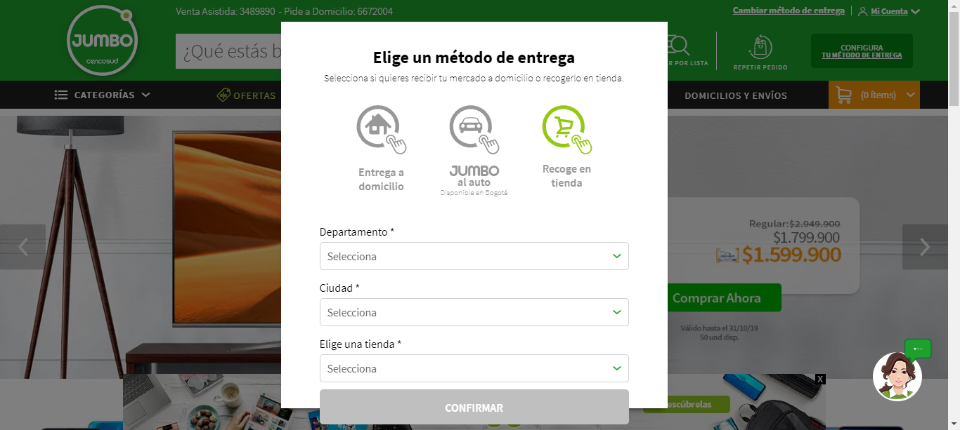 Venta Asistida: 3489890 - Pide a Domicilio: 6672004
Cambiar método de entrega
Mi Cuenta
JUMBO
cencosud
¿Qué estás b
R POR LISTA
REPETIR PEDIDO
CONFIGURA
TU MÉTODO DE ENTREGA
CATEGORÍAS
OFERTAS
DOMICILIOS Y ENVÍOS
(0 ítems)
Elige un método de entrega
Selecciona si quieres recibir tu mercado a domicilio o recogerlo en tienda.
Entrega a
domicilio
JUMBO
al auto
Disponible en Bogotá
Recoge en
tienda
Departamento *
Selecciona
Ciudad *
Selecciona
Elige una tienda *
Selecciona
CONFIRMAR
Regular:$2.949.900
$1.799.900
$1.599.900
Comprar Ahora
Válido hasta el 31/10/19
50 und disp.
X
scúbrelas